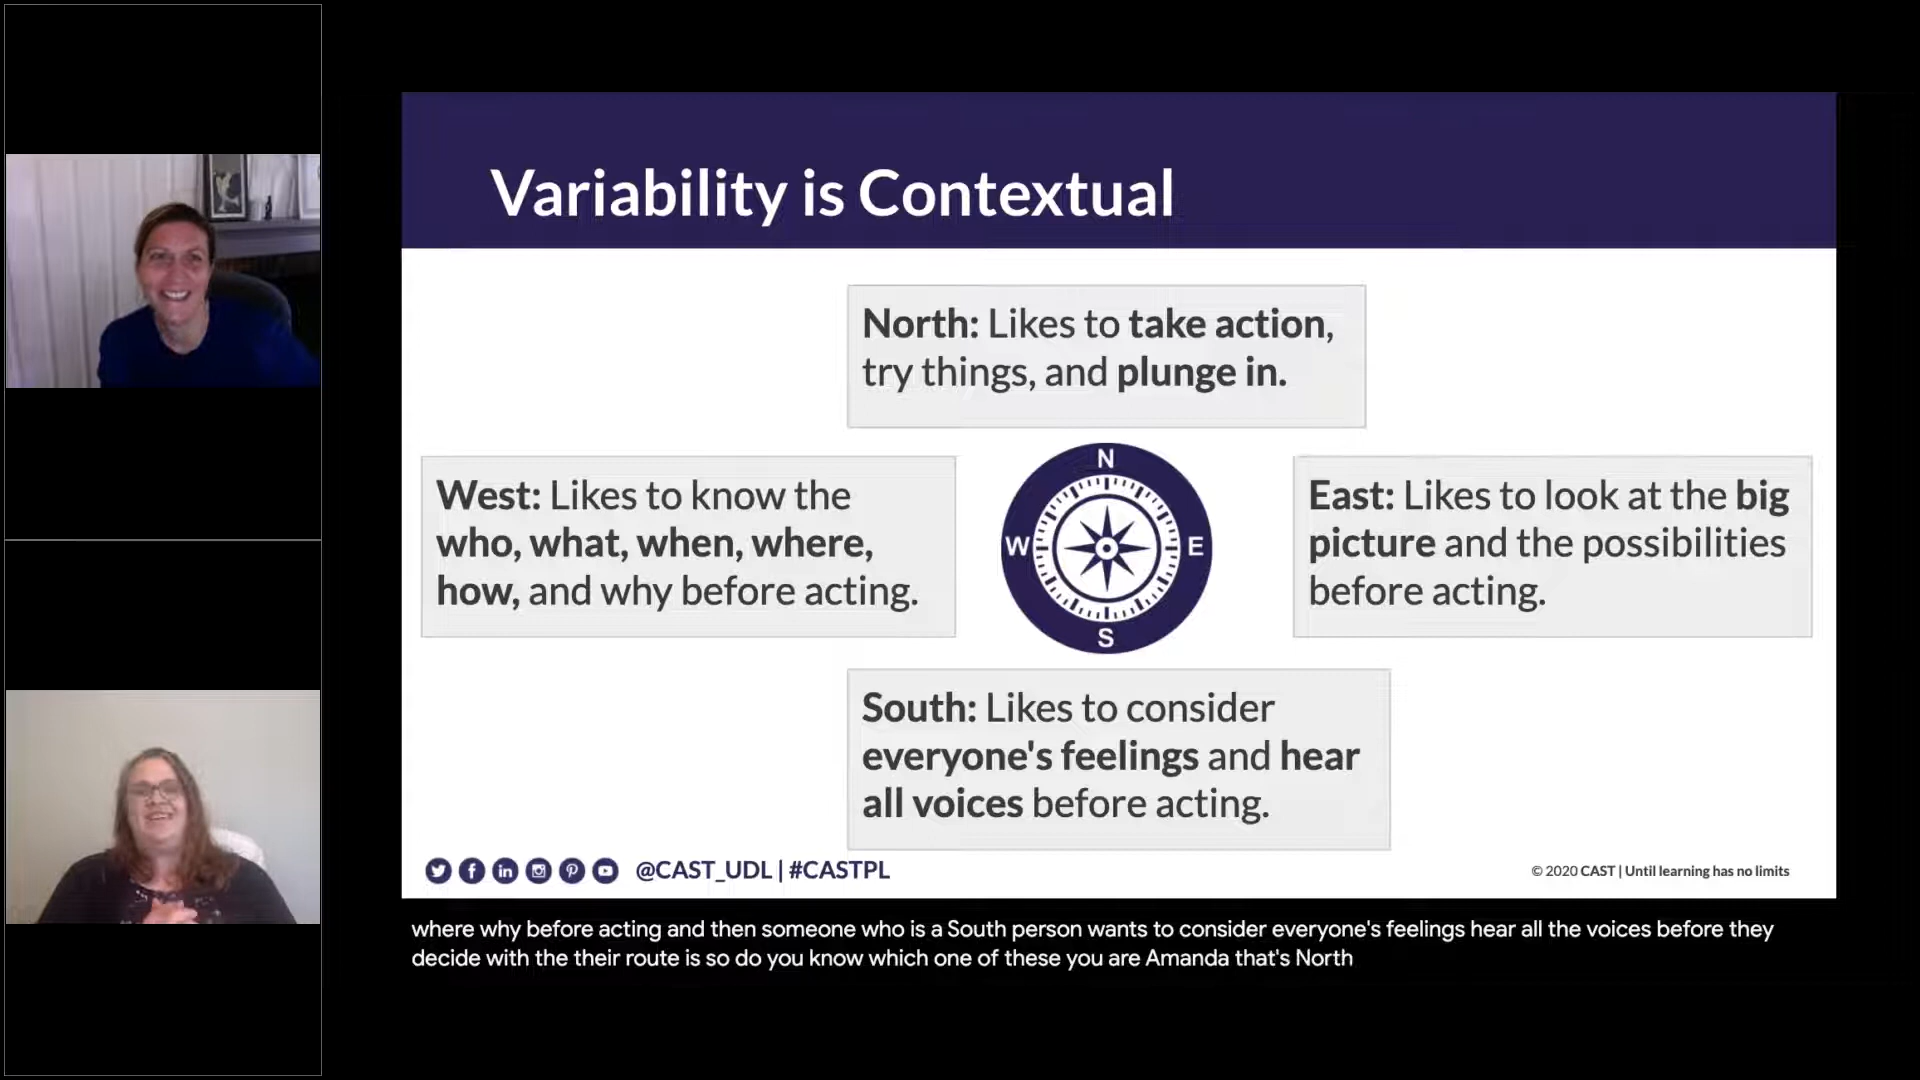 Variability is Contextual
North: Likes to take action,
try things, and plunge in.
West: Likes to know the
who, what, when, where,
how, and why before acting.
N
W
E
S
East: Likes to look at the big
picture and the possibilities
before acting.
South: Likes to consider
everyone's feelings and hear
all voices before acting.
@CAST_UDL | #CASTPL
© 2020 CAST | Until learning has no limits
where why before acting and then someone who is a South person wants to consider everyone's feelings hear all the voices before they
decide with the their route is so do you know which one of these you are Amanda that's North